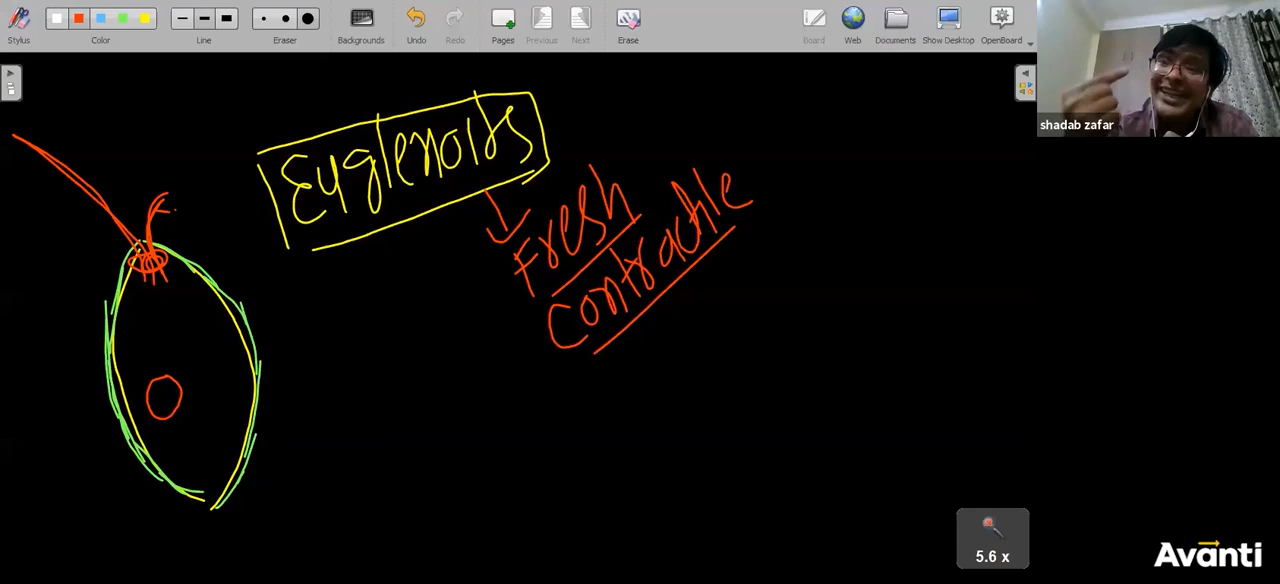 Stylus
Color
Line
Eraser
Backgrounds
Undo
Redo
Pages
Previous
Next
Erase
Board
Web
Documents
Show Desktop
OpenBoard
shadab zafar
Euglenoids
Fresh
Contractile
5.6 x
Avanti